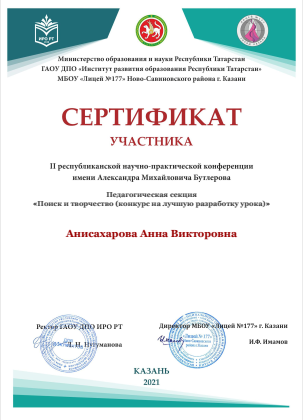 ИРО РТ
Министерство образования и науки Республики Татарстан
ГАОУ ДПО «Институт развития образования Республики Татарстан»
МБОУ «Лицей №177» Ново-Савиновского района г. Казани
СЕРТИФИКАТ
УЧАСТНИКА
II республиканской научно-практической конференции
имени Александра Михайловича Бутлерова
Педагогическая секция
«Поиск и творчество (конкурс на лучшую разработку урока)»
Анисахарова Анна Викторовна
Ректор ГАОУ ДПО ИРО РТ
Л. Н. Нугуманова
Директор МБОУ «Лицей №177» г. Казани
И.Ф. Имамов
КАЗАНЬ
2021